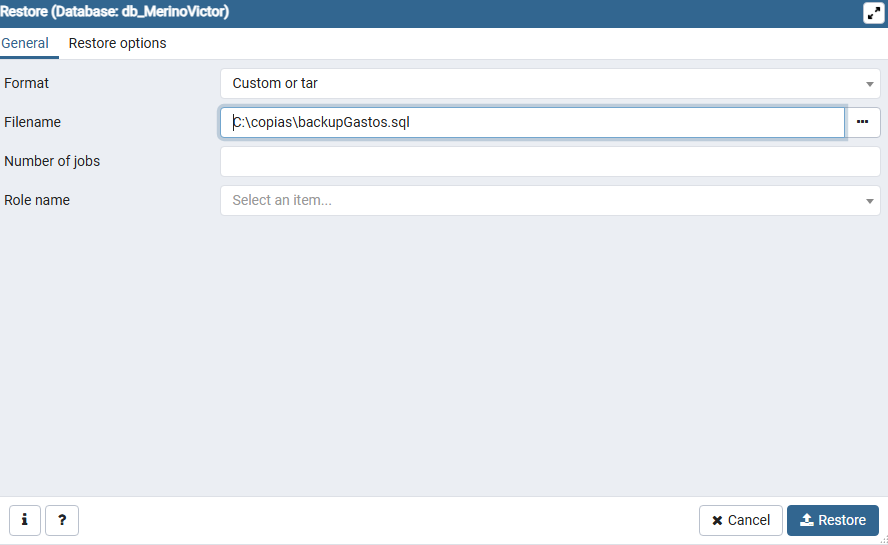 Restore (Database: db_MerinoVictor)
General Restore options
Format Custom or tar
Filename C:\copias\backupGastos.sql
Number of jobs
Role name Select an item...
i ? Cancel Restore